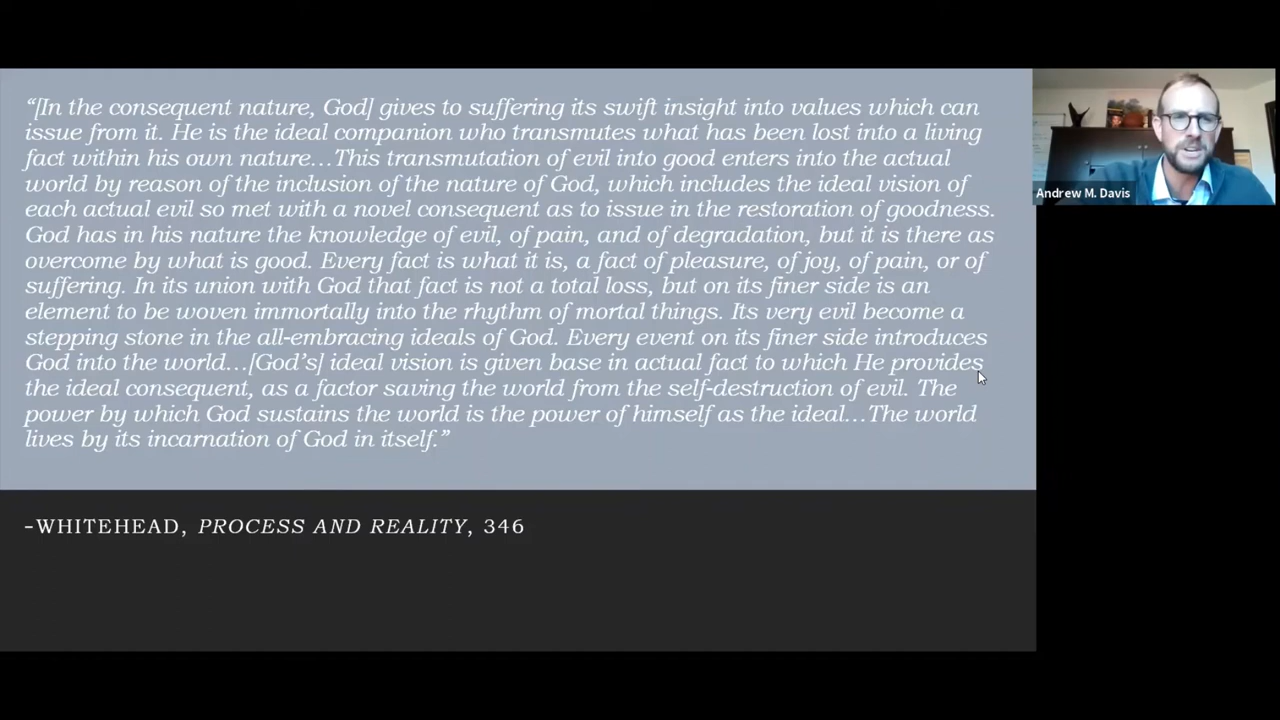 “[In the consequent nature, God] gives to suffering its swift insight into values which can
issue from it. He is the ideal companion who transmutes what has been lost into a living
fact within his own nature…This transmutation of evil into good enters into the actual
world by reason of the inclusion of the nature of God, which includes the ideal vision of
each actual evil so met with a novel consequent as to issue in the restoration of goodness.
God has in his nature the knowledge of evil, of pain, and of degradation, but it is there as
overcome by what is good. Every fact is what it is, a fact of pleasure, of joy, of pain, or of
suffering. In its union with God that fact is not a total loss, but on its finer side is an
element to be woven immortally into the rhythm of mortal things. Its very evil become a
stepping stone in the all-embracing ideals of God. Every event on its finer side introduces
God into the world…[God’s] ideal vision is given base in actual fact to which He provides
the ideal consequent, as a factor saving the world from the self-destruction of evil. The
power by which God sustains the world is the power of himself as the ideal…The world
lives by its incarnation of God in itself.”
–WHITEHEAD, PROCESS AND REALITY, 346
Andrew M. Davis